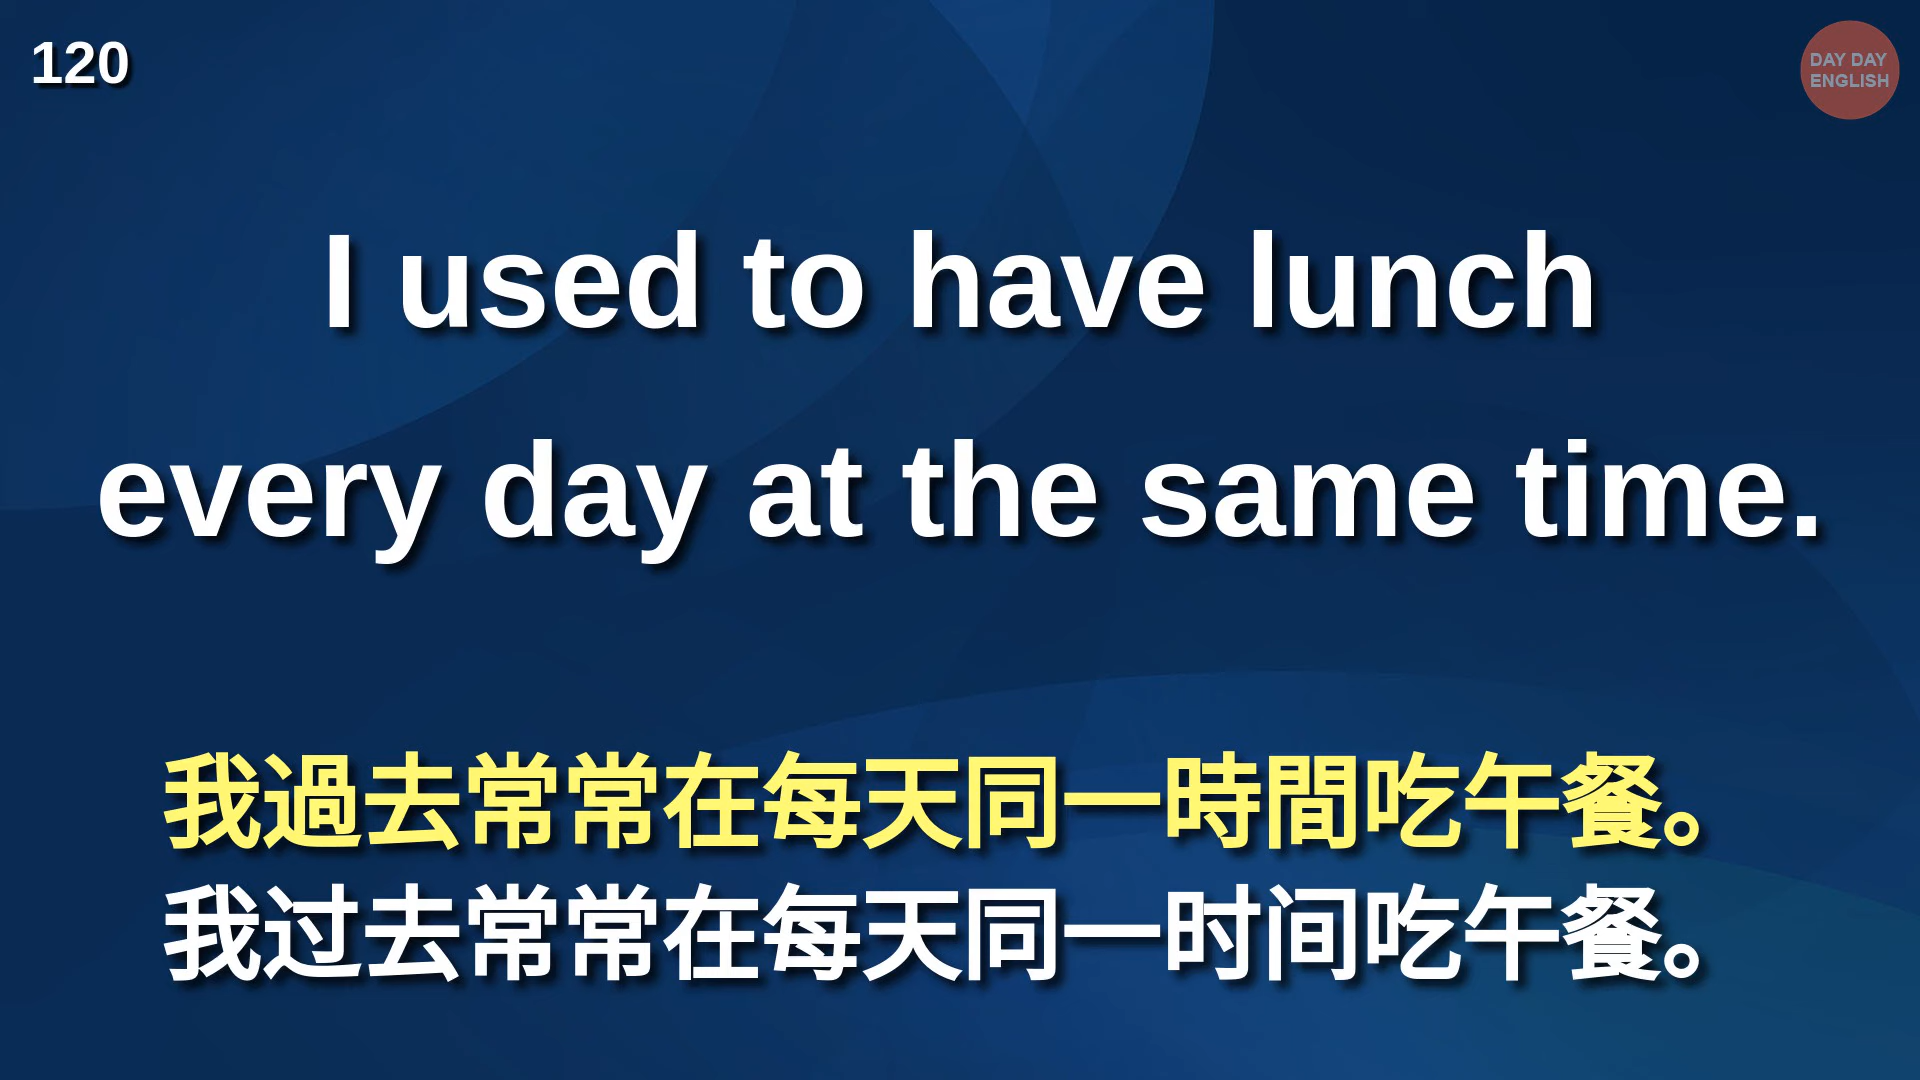 120
DAY DAY
ENGLISH
I used to have lunch
every day at the same time.
我過去常常在每天同一時間吃午餐。
我过去常常在每天同一时间吃午餐。